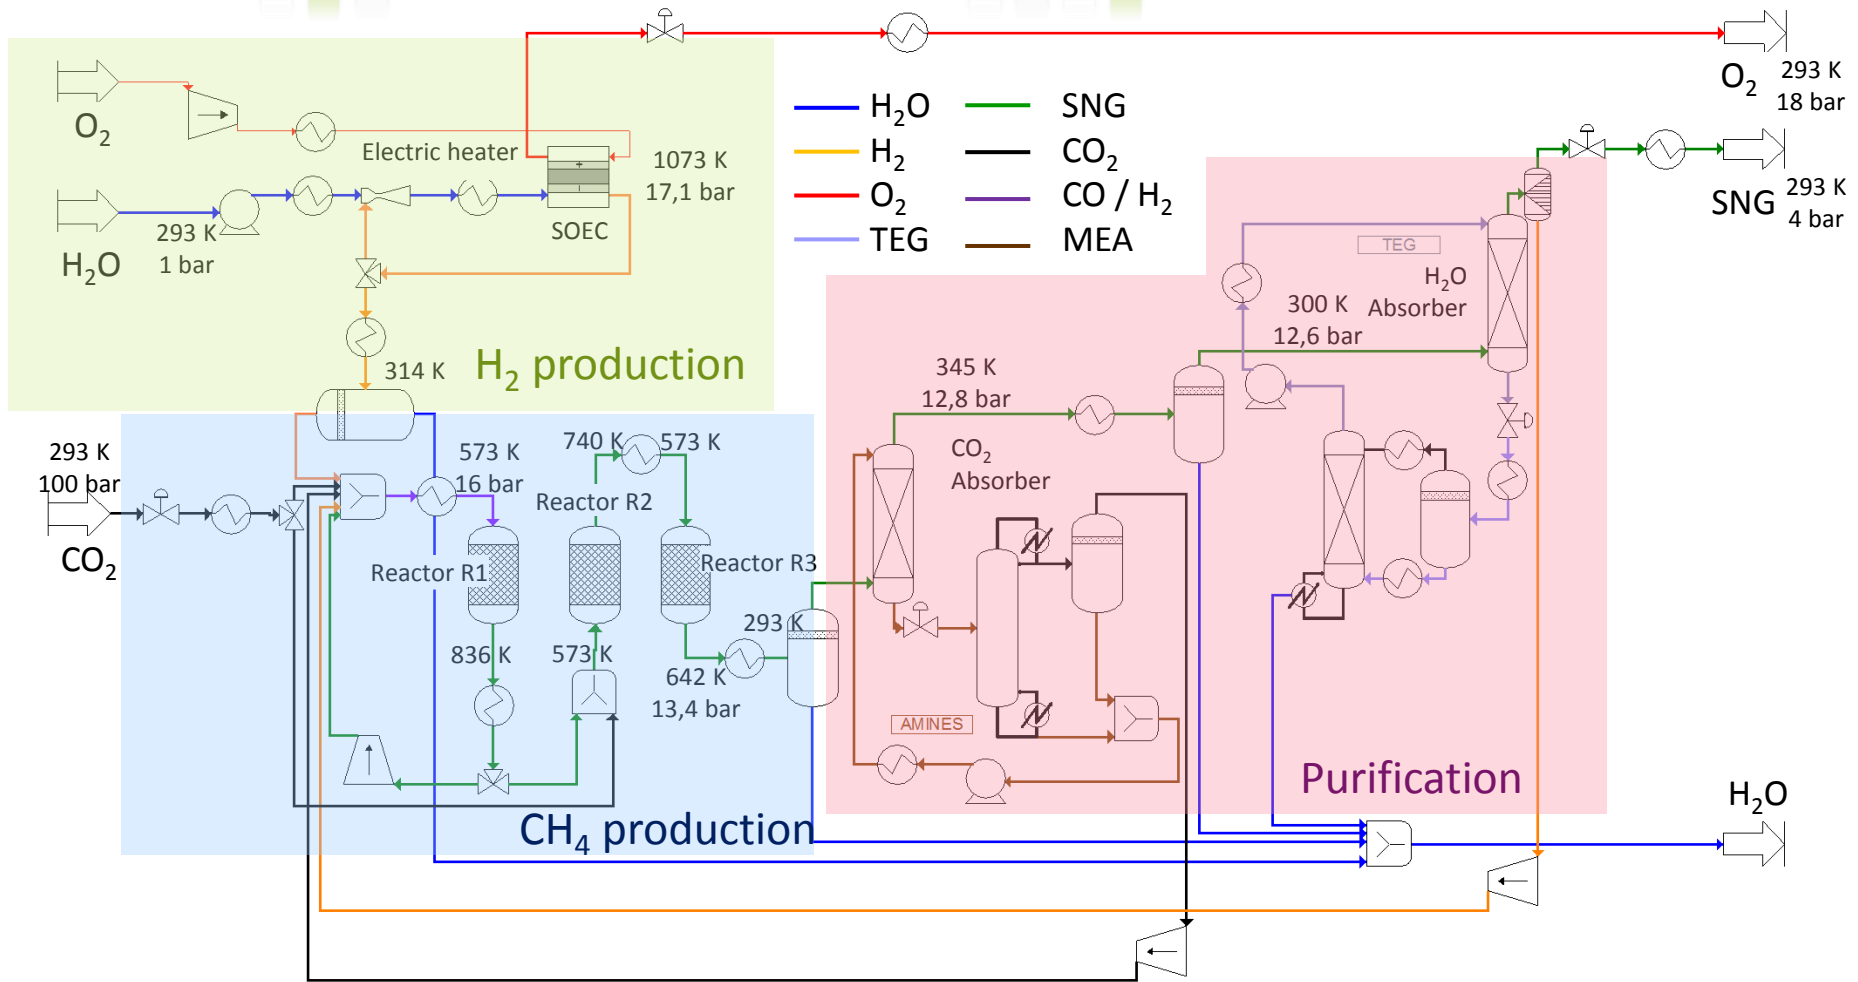 O2
293 K
18 bar
H2O
SNG
H2
CO2
O2
CO / H2
TEG
MEA
O2
Electric heater
1073 K
17,1 bar
SOEC
H2O
293 K
1 bar
SNG
293 K
4 bar
TEG
H2O
Absorber
300 K
12,6 bar
H2 production
314 K
345 K
12,8 bar
293 K
100 bar
CO2
573 K
16 bar
740 K
573 K
Reactor R2
CO2
Absorber
Reactor R1
Reactor R3
836 K
573 K
293 K
642 K
13,4 bar
AMINES
Purification
CH4 production
H2O